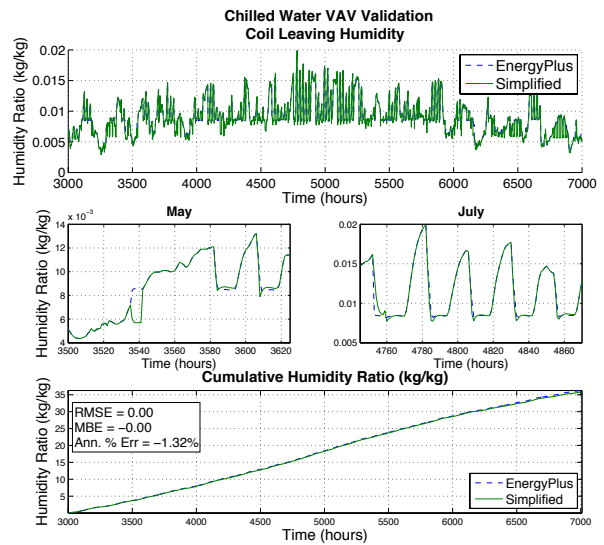 Chilled Water VAV Validation
Coil Leaving Humidity
Humidity Ratio (kg/kg)
0.02
0.015
0.01
0.005
0
EnergyPlus
Simplified
3000 3500 4000 4500 5000 5500 6000 6500 7000
Time (hours)
May
x 10⁻³
Humidity Ratio (kg/kg)
14
12
10
8
6
4
3500 3520 3540 3560 3580 3600 3620
Time (hours)
July
0.02
0.015
0.01
0.005
4760 4780 4800 4820 4840 4860
Time (hours)
Cumulative Humidity Ratio (kg/kg)
Humidity Ratio (kg/kg)
35
30
25
20
15
10
5
RMSE = 0.00
MBE = −0.00
Ann. % Err = −1.32%
EnergyPlus
Simplified
3000 3500 4000 4500 5000 5500 6000 6500 7000
Time (hours)